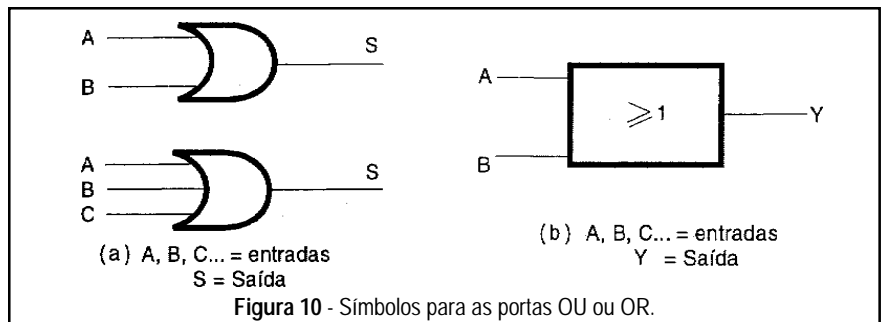 A
B
S
A
B
C
S
(a) A, B, C... = entradas
S = Saída
A
B
⩾ 1
Y
(b) A, B, C... = entradas
Y = Saída
Figura 10 - Símbolos para as portas OU ou OR.